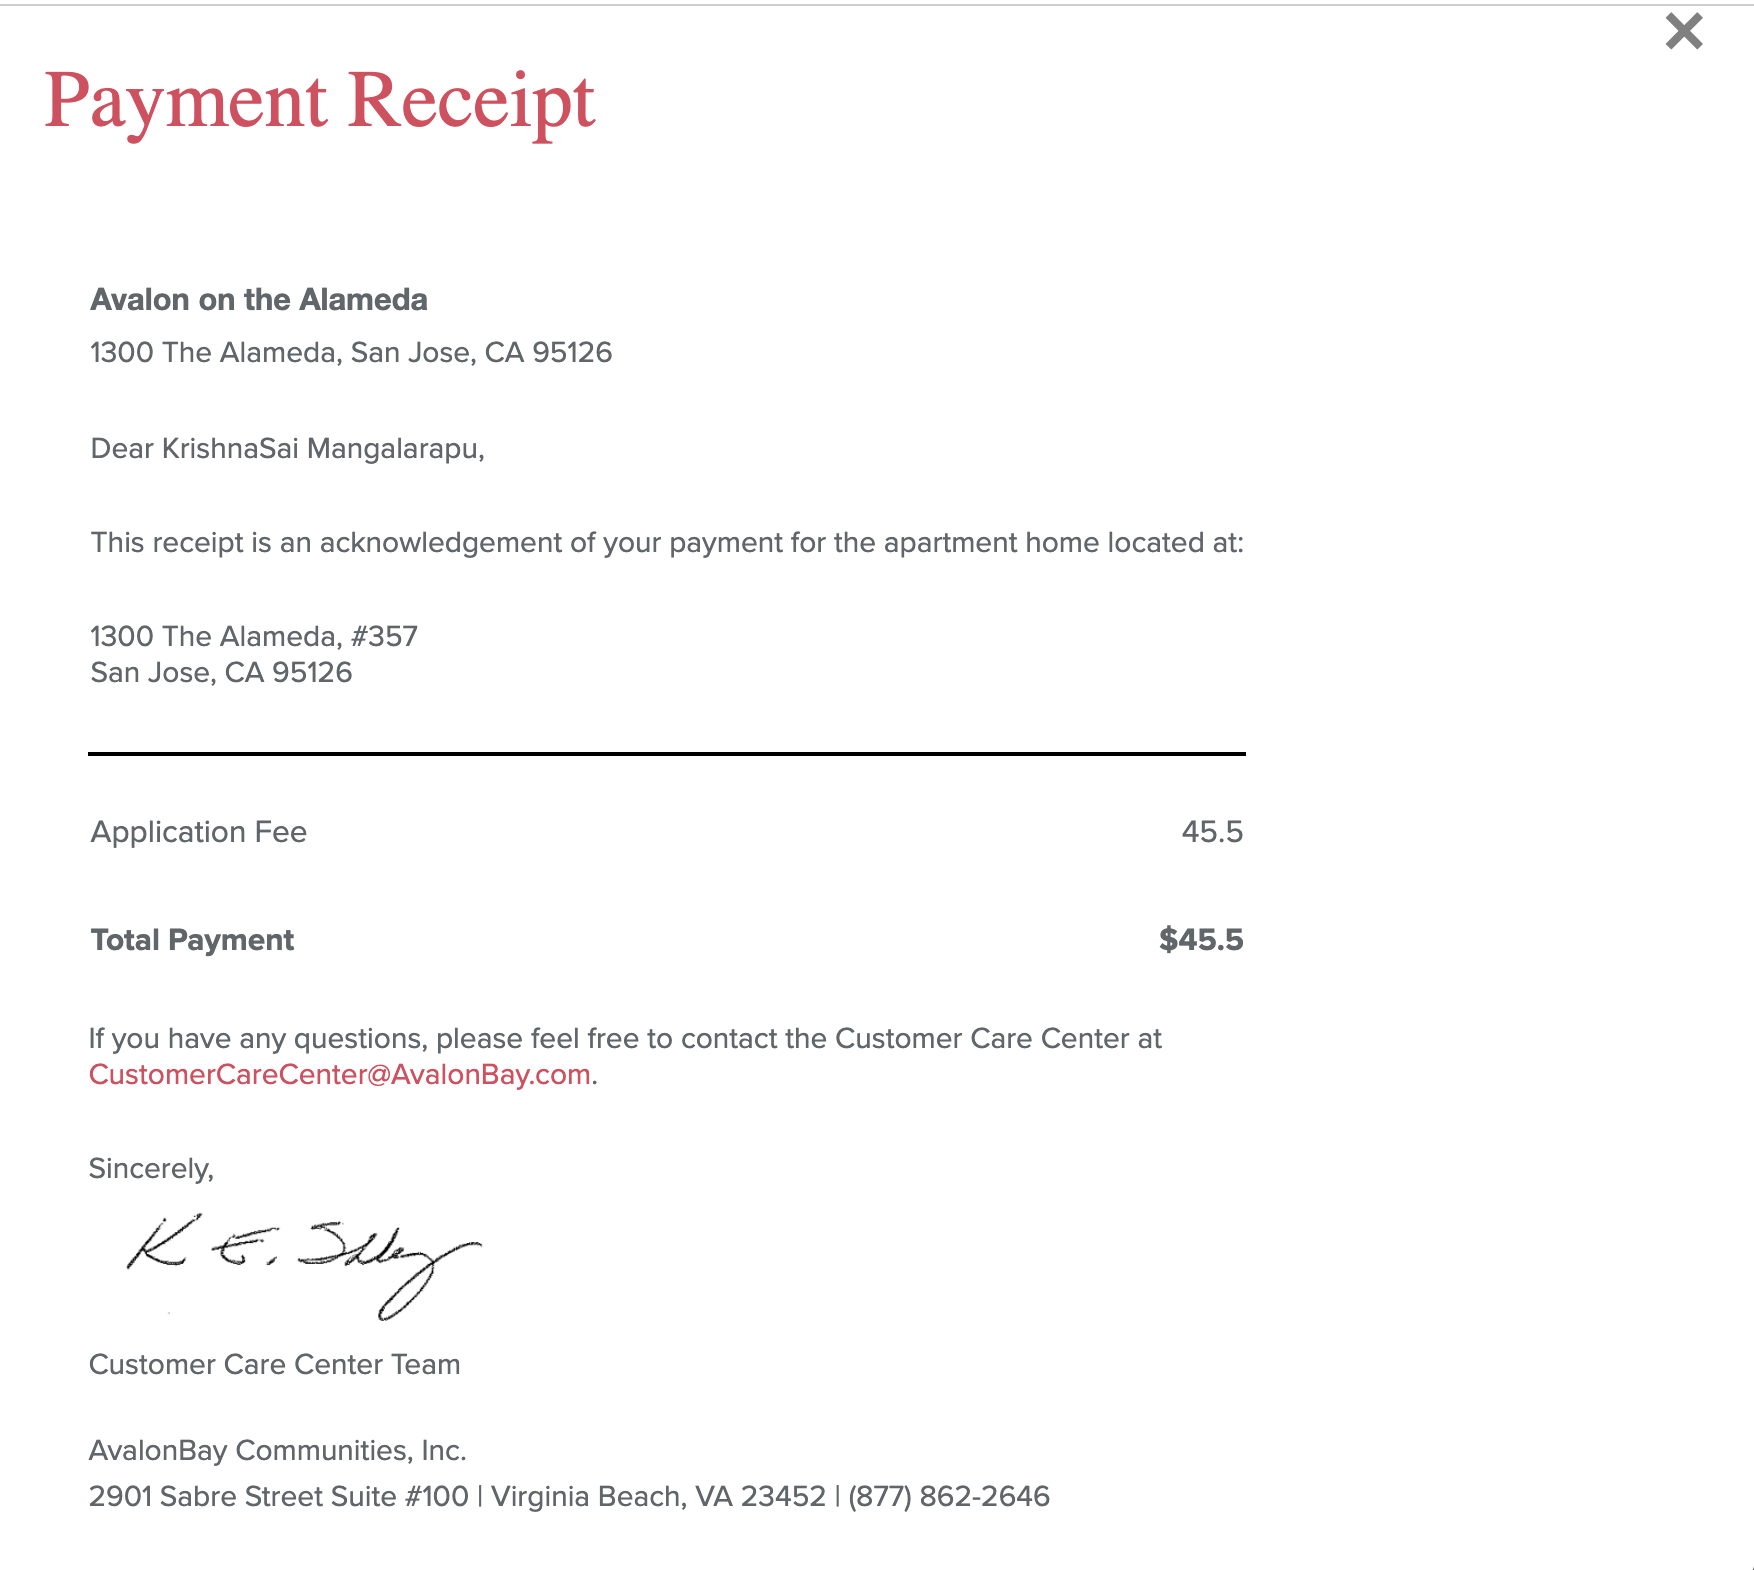 Payment Receipt
Avalon on the Alameda
1300 The Alameda, San Jose, CA 95126
Dear KrishnaSai Mangalarapu,
This receipt is an acknowledgement of your payment for the apartment home located at:
1300 The Alameda, #357
San Jose, CA 95126
Application Fee 45.5
Total Payment $45.5
If you have any questions, please feel free to contact the Customer Care Center at
CustomerCareCenter@AvalonBay.com.
Sincerely,
K E.
Customer Care Center Team
AvalonBay Communities, Inc.
2901 Sabre Street Suite #100 | Virginia Beach, VA 23452 | (877) 862-2646